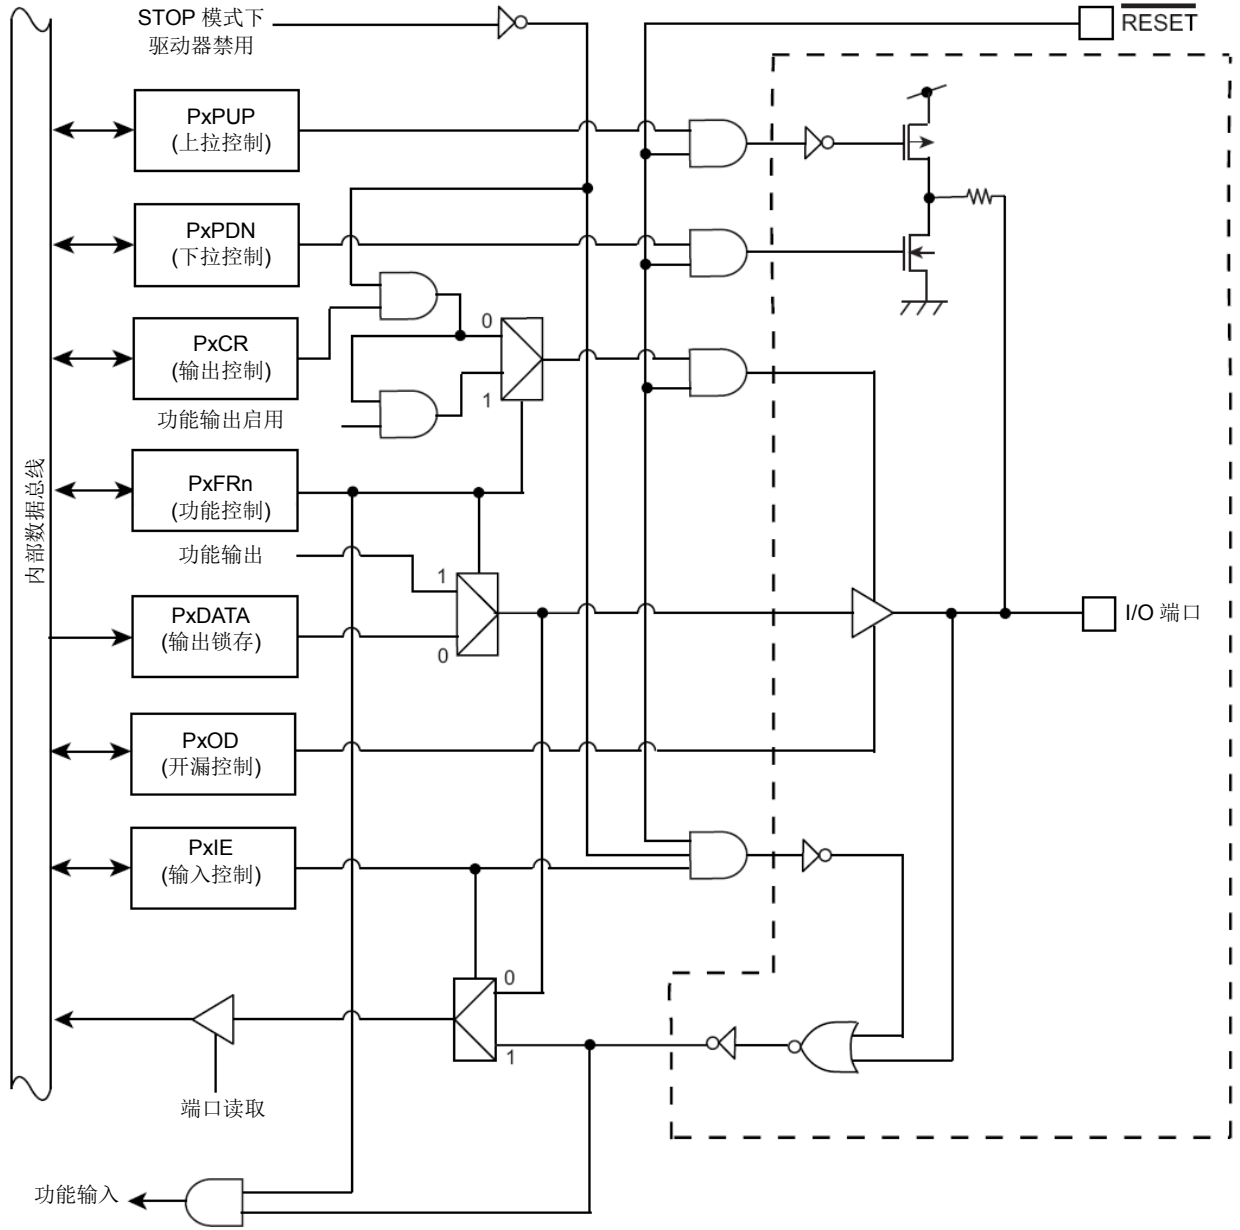 STOP 模式下
驱动器禁用
RESET
PxPUP
(上拉控制)
PxPDN
(下拉控制)
PxCR
(输出控制)
0
1
功能输出启用
内部数据总线
PxFRn
(功能控制)
功能输出
1
0
PxDATA
(输出锁存)
I/O 端口
PxOD
(开漏控制)
PxIE
(输入控制)
0
1
端口读取
功能输入